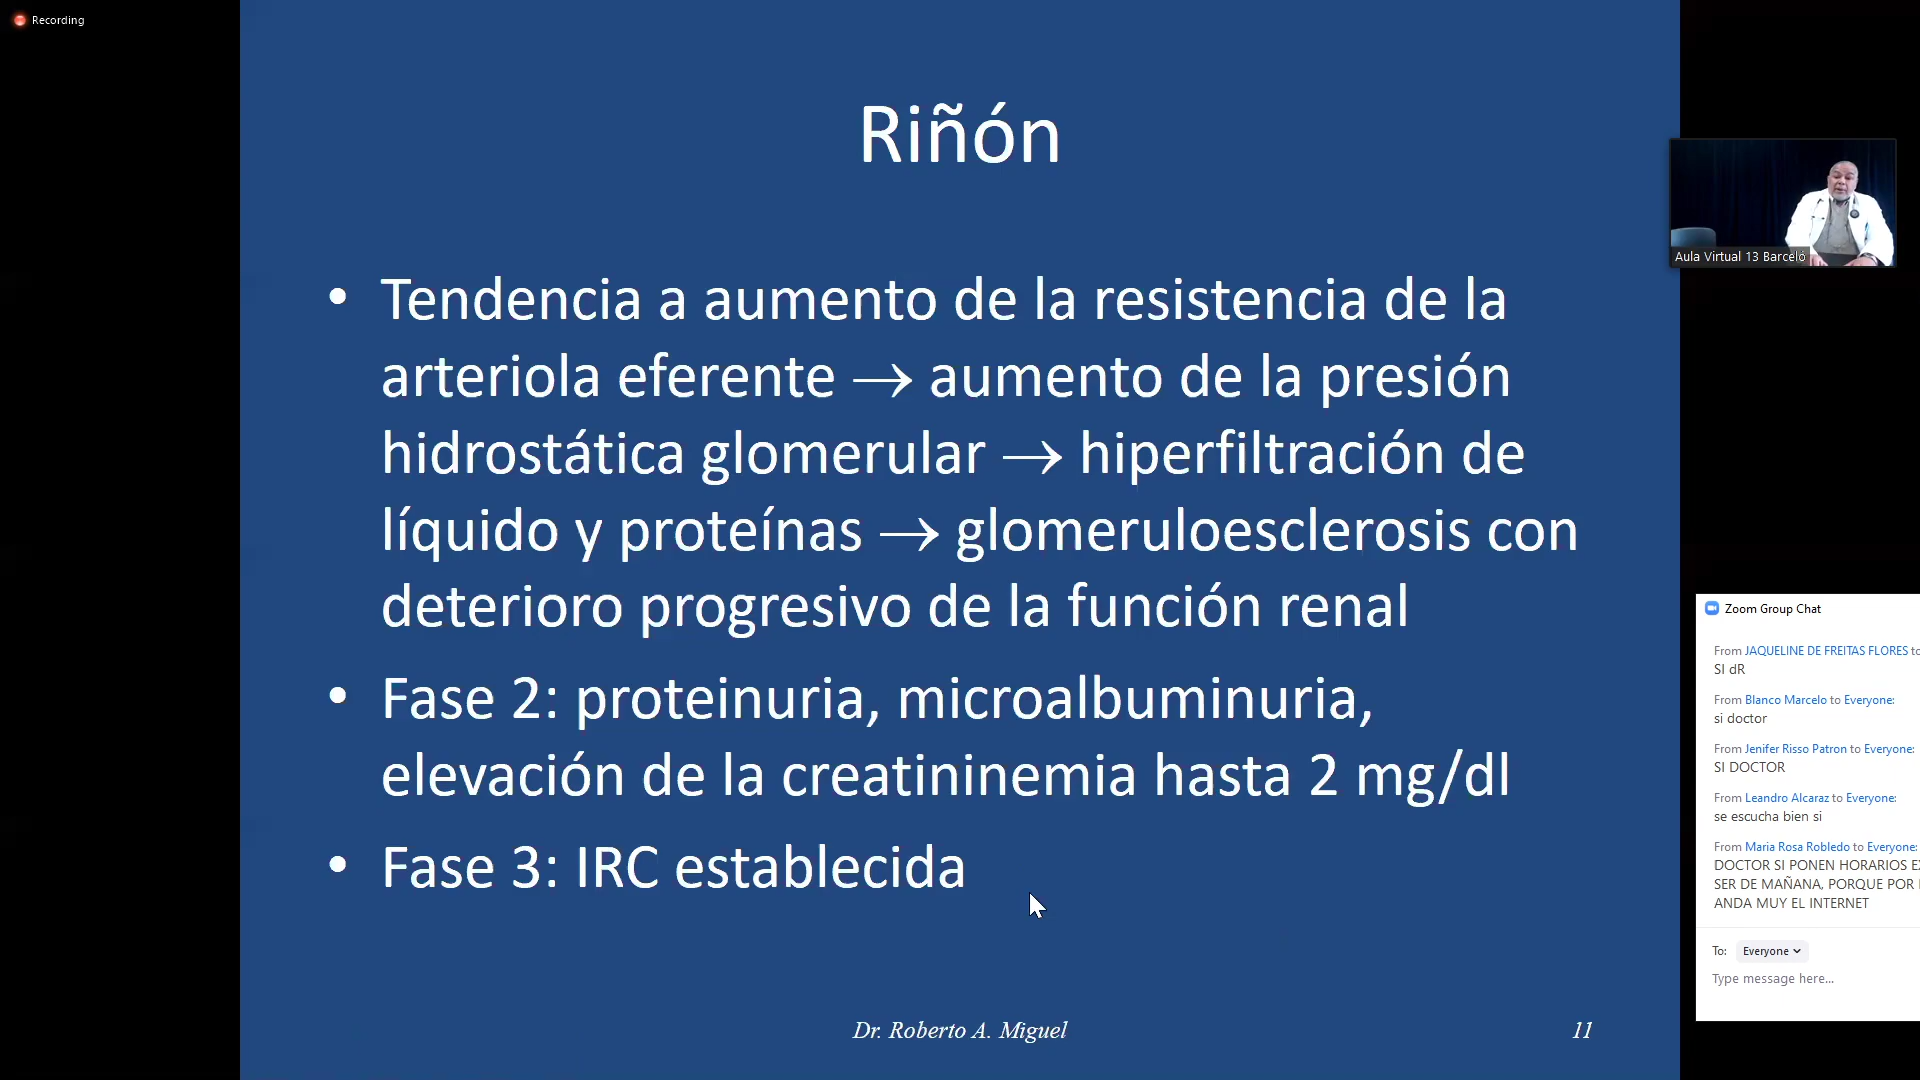 Recording
Riñón
• Tendencia a aumento de la resistencia de la
arteriola eferente → aumento de la presión
hidrostática glomerular → hiperfiltración de
líquido y proteínas → glomeruloesclerosis con
deterioro progresivo de la función renal
• Fase 2: proteinuria, microalbuminuria,
elevación de la creatininemia hasta 2 mg/dl
• Fase 3: IRC establecida
Dr. Roberto A. Miguel
11
Aula Virtual 13 Barceló
Zoom Group Chat
From JAQUELINE DE FREITAS FLORES to
SI dR
From Blanco Marcelo to Everyone:
si doctor
From Jenifer Risso Patron to Everyone:
SI DOCTOR
From Leandro Alcaraz to Everyone:
se escucha bien si
From Maria Rosa Robledo to Everyone:
DOCTOR SI PONEN HORARIOS
SER DE MAÑANA, PORQUE POR
ANDA MUY EL INTERNET
To: Everyone
Type message here...